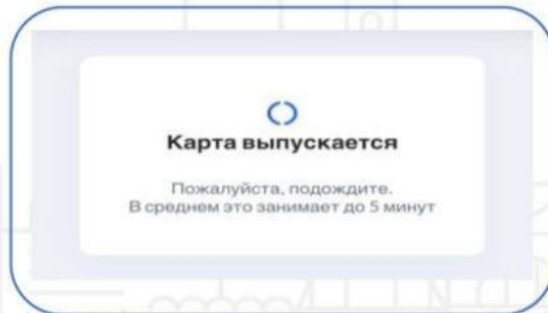 Карта выпускается
Пожалуйста, подождите.
В среднем это занимает до 5 минут